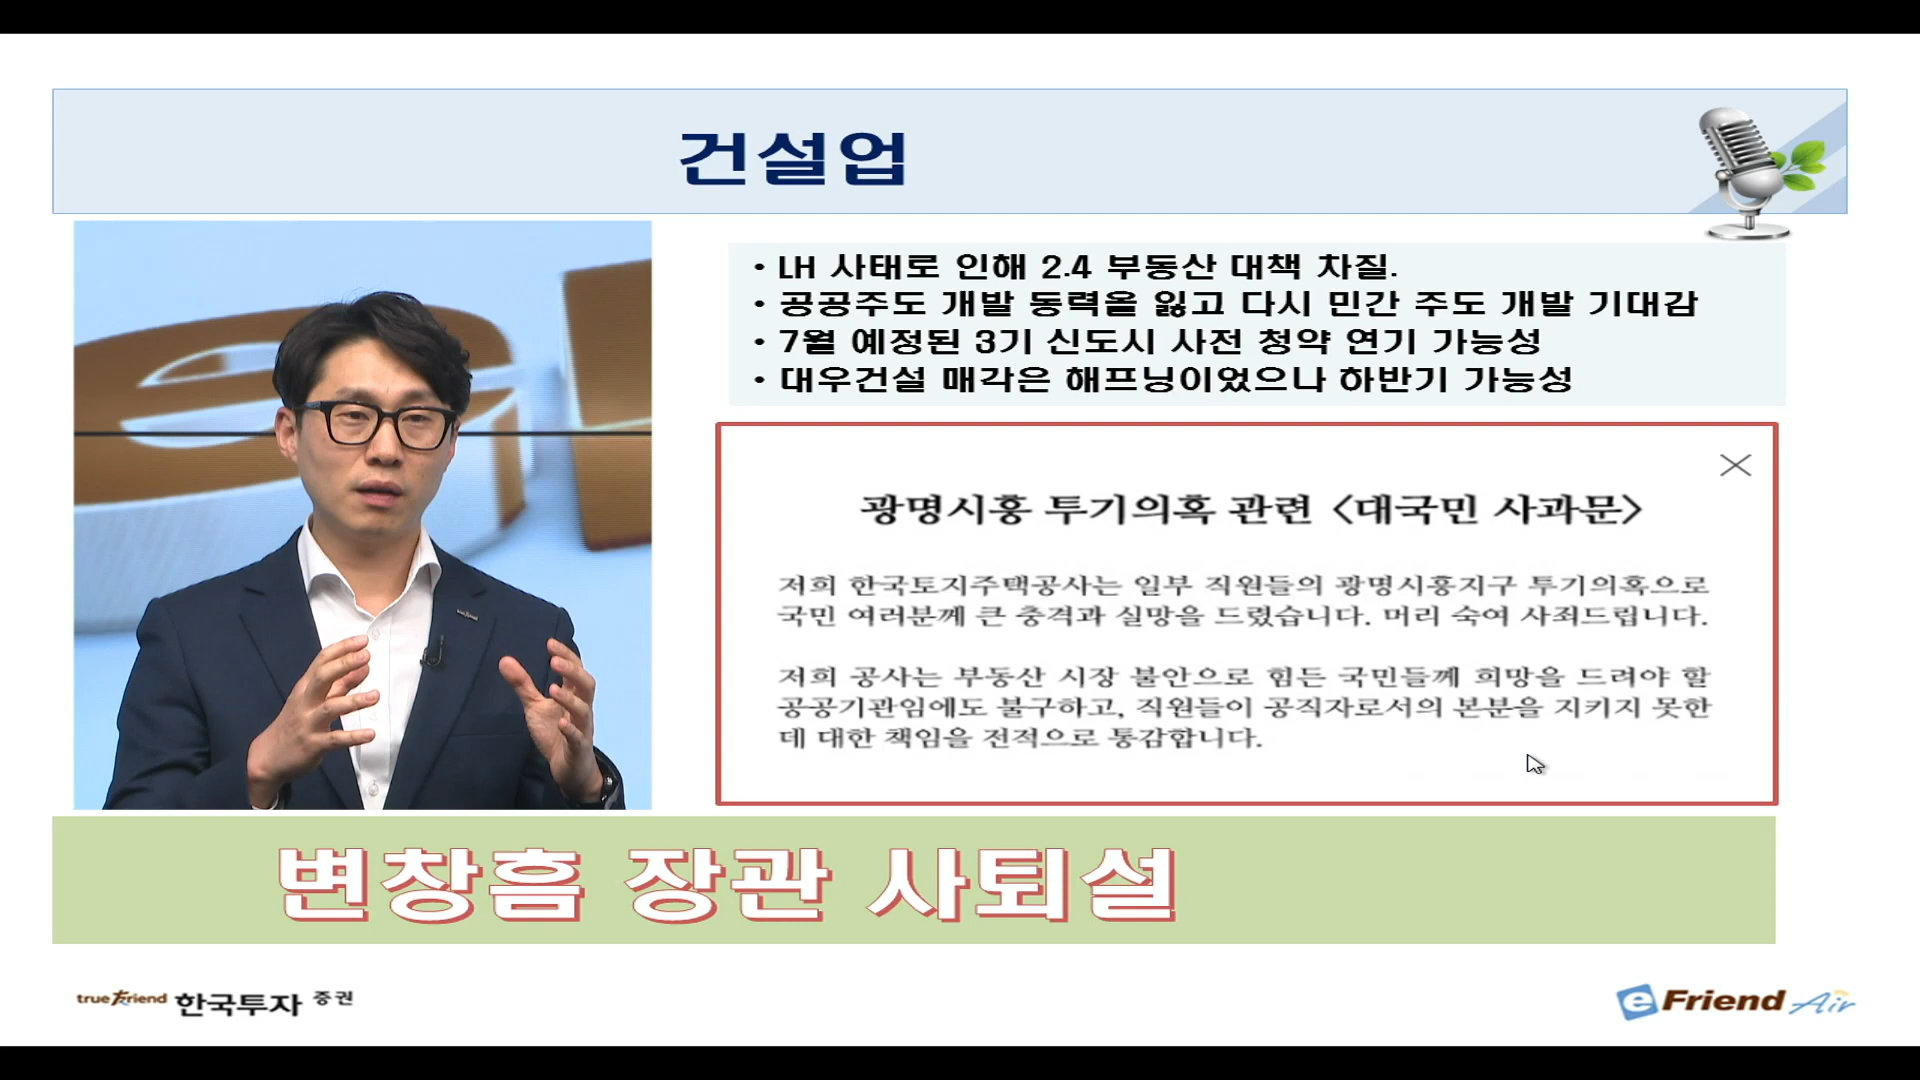 건설업
• LH 사태로 인해 2.4 부동산 대책 차질.
• 공공주도 개발 동력을 잃고 다시 민간 주도 개발 기대감
• 7월 예정된 3기 신도시 사전 청약 연기 가능성
• 대우건설 매각은 해프닝이었으나 하반기 가능성
광명시흥 투기의혹 관련 <대국민 사과문>
저희 한국토지주택공사는 일부 직원들의 광명시흥지구 투기의혹으로
국민 여러분께 큰 충격과 실망을 드렸습니다. 머리 숙여 사죄드립니다.
저희 공사는 부동산 시장 불안으로 힘든 국민들께 희망을 드려야 할
공공기관임에도 불구하고, 직원들이 공직자로서의 본분을 지키지 못한
데 대한 책임을 전적으로 통감합니다.
변창흠 장관 사퇴설
true友riend 한국투자 증권
eFriend Air